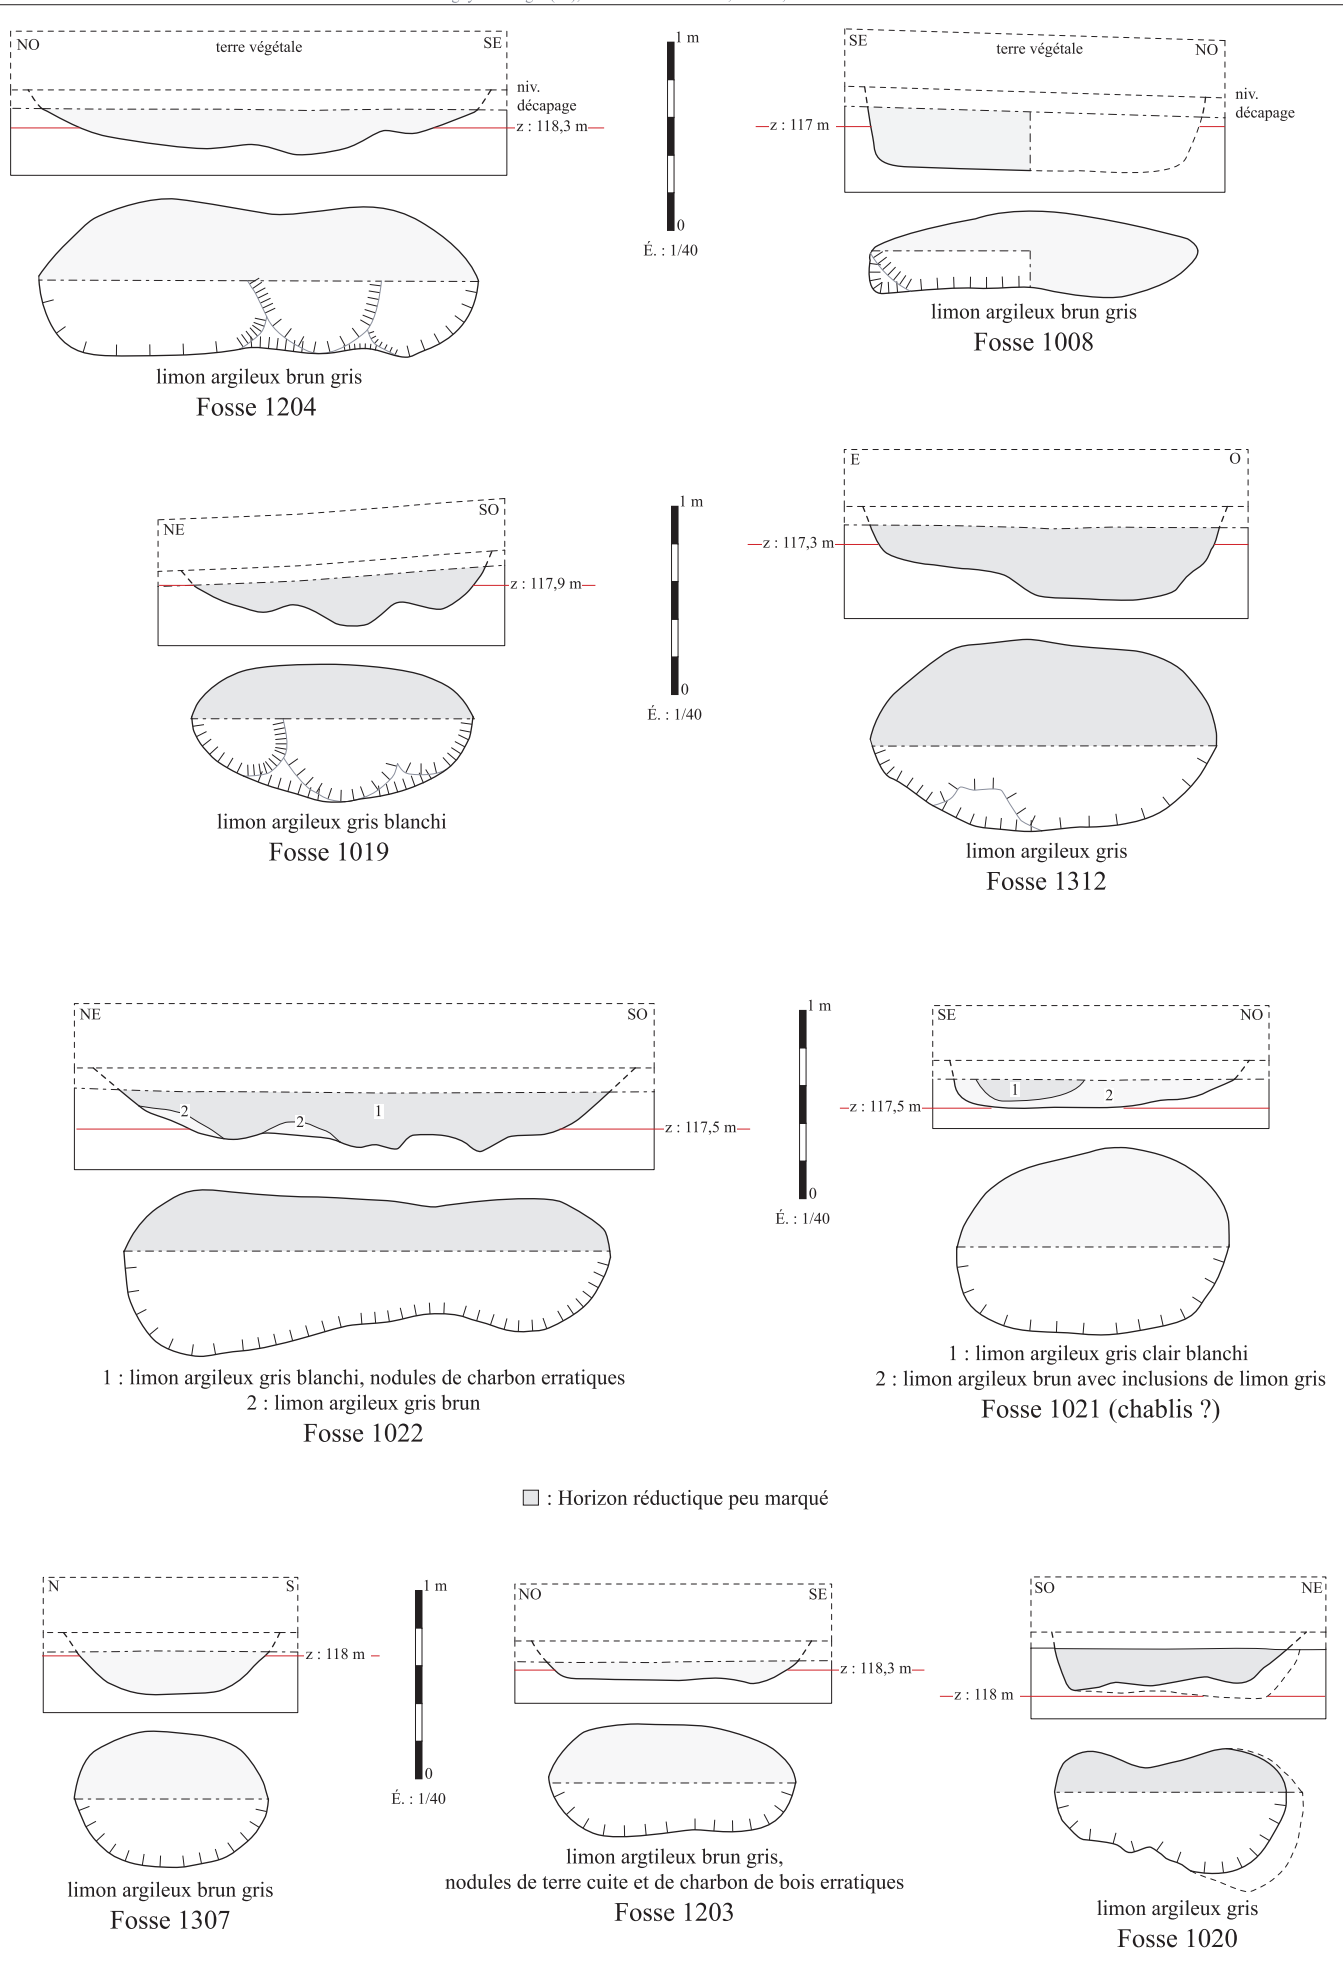 NO
terre végétale
SE
niv.
décapage
z : 118,3 m
limon argileux brun gris
Fosse 1204
1 m
0
É. : 1/40
SE
terre végétale
NO
niv.
décapage
z : 117 m
limon argileux brun gris
Fosse 1008
NE
SO
z : 117,9 m
limon argileux gris blanchi
Fosse 1019
1 m
0
É. : 1/40
E
O
z : 117,3 m
limon argileux gris
Fosse 1312
NE
SO
2
2
1
z : 117,5 m
1 : limon argileux gris blanchi, nodules de charbon erratiques
2 : limon argileux gris brun
Fosse 1022
1 m
0
É. : 1/40
SE
NO
1
2
z : 117,5 m
1 : limon argileux gris clair blanchi
2 : limon argileux brun avec inclusions de limon gris
Fosse 1021 (chablis ?)
: Horizon réductique peu marqué
N
S
z : 118 m
limon argileux brun gris
Fosse 1307
1 m
0
É. : 1/40
NO
SE
z : 118,3 m
limon argtileux brun gris,
nodules de terre cuite et de charbon de bois erratiques
Fosse 1203
SO
NE
z : 118 m
limon argileux gris
Fosse 1020